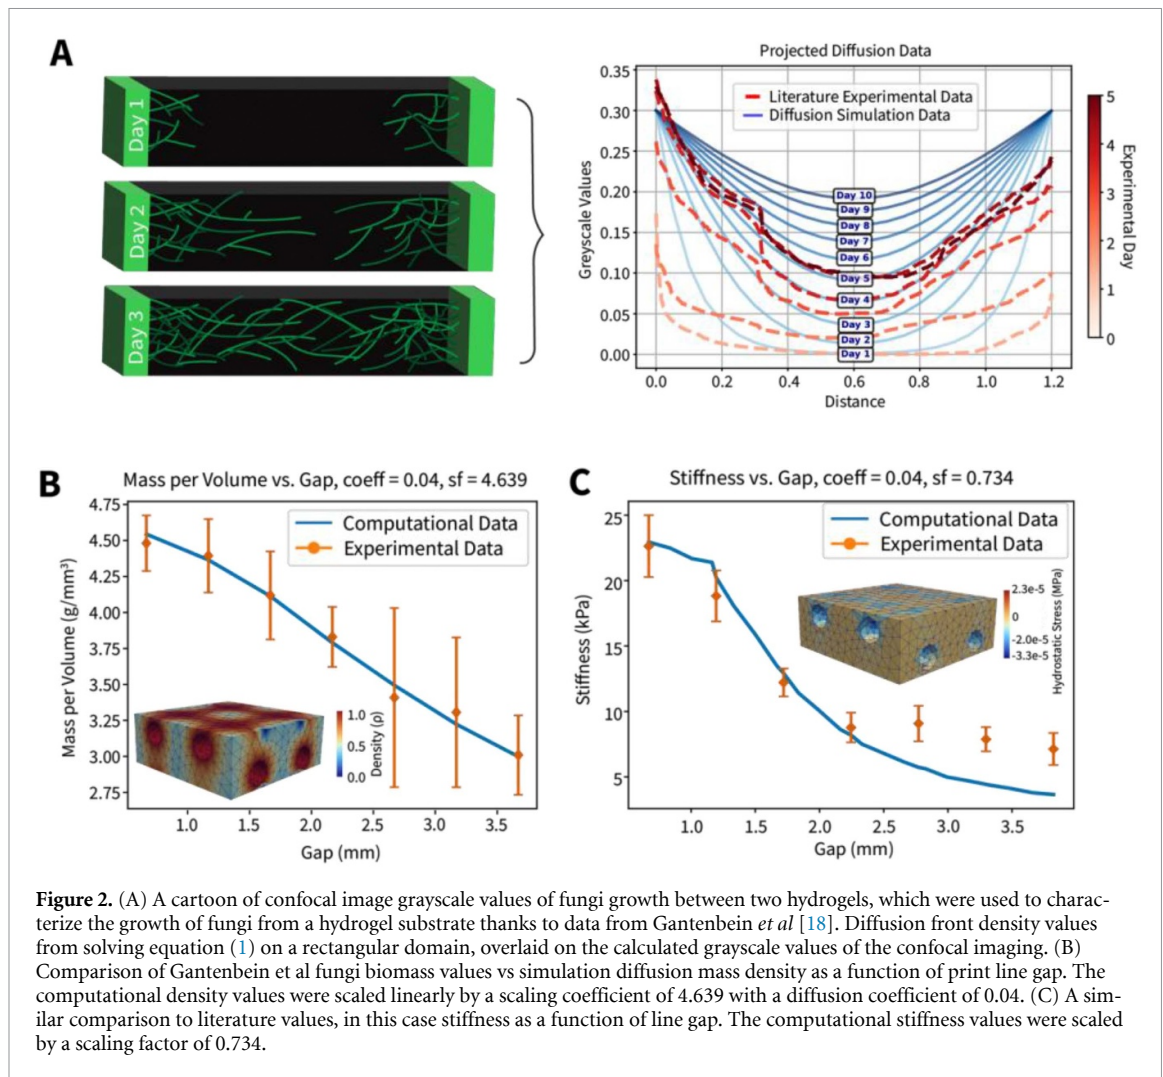 A
Day 1
Day 2
Day 3
Projected Diffusion Data
Literature Experimental Data
Diffusion Simulation Data
0.35
0.30
0.25
0.20
0.15
0.10
0.05
0.00
Greyscale Values
Day 10
Day 9
Day 8
Day 7
Day 6
Day 5
Day 4
Day 3
Day 2
Day 1
0.0 0.2 0.4 0.6 0.8 1.0 1.2
Distance
5
4
3
2
1
0
Experimental Day
B
Mass per Volume vs. Gap, coeff = 0.04, sf = 4.639
Computational Data
Experimental Data
4.75
4.50
4.25
4.00
3.75
3.50
3.25
3.00
2.75
Mass per Volume (g/mm³)
1.0
0.5
0.0
Density (ρ)
1.0 1.5 2.0 2.5 3.0 3.5
Gap (mm)
C
Stiffness vs. Gap, coeff = 0.04, sf = 0.734
Computational Data
Experimental Data
25
20
15
10
5
Stiffness (kPa)
2.3e-5
0
-2.0e-5
-3.3e-5
Hydrostatic Stress (MPa)
1.0 1.5 2.0 2.5 3.0 3.5
Gap (mm)
Figure 2. (A) A cartoon of confocal image grayscale values of fungi growth between two hydrogels, which were used to charac-
terize the growth of fungi from a hydrogel substrate thanks to data from Gantenbein et al [18]. Diffusion front density values
from solving equation (1) on a rectangular domain, overlaid on the calculated grayscale values of the confocal imaging. (B)
Comparison of Gantenbein et al fungi biomass values vs simulation diffusion mass density as a function of print line gap. The
computational density values were scaled linearly by a scaling coefficient of 4.639 with a diffusion coefficient of 0.04. (C) A sim-
ilar comparison to literature values, in this case stiffness as a function of line gap. The computational stiffness values were scaled
by a scaling factor of 0.734.